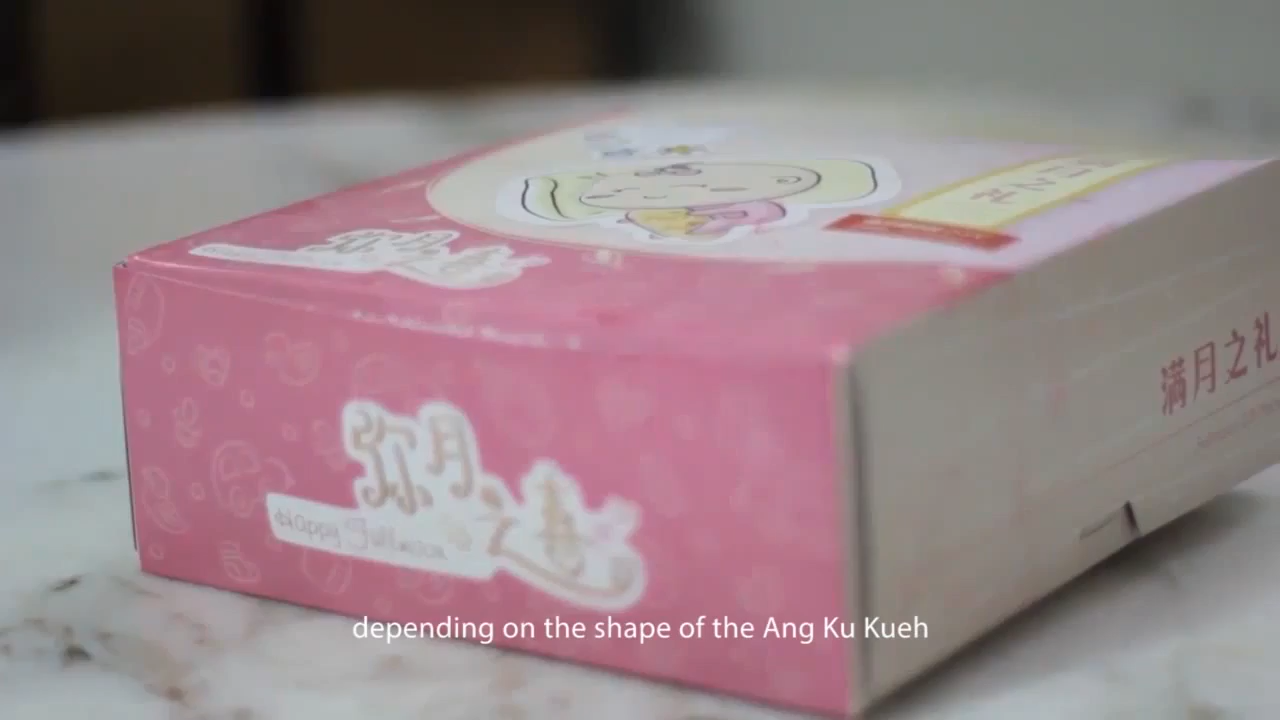 弥月之喜
弥月之喜
Happy fullmoon
满月之礼
depending on the shape of the Ang Ku Kueh